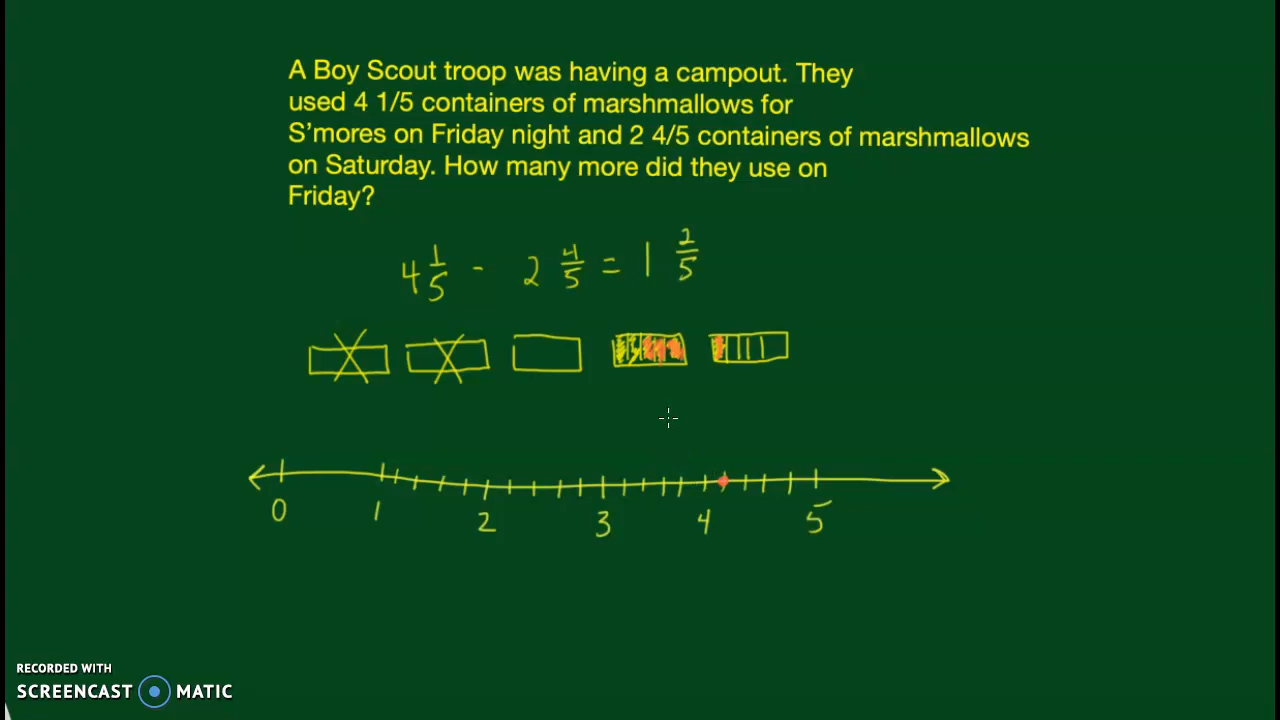 A Boy Scout troop was having a campout. They
used 4 1/5 containers of marshmallows for
S'mores on Friday night and 2 4/5 containers of marshmallows
on Saturday. How many more did they use on
Friday?
4 1/5 - 2 4/5 = 1 2/5
0 1 2 3 4 5
RECORDED WITH
SCREENCAST MATIC